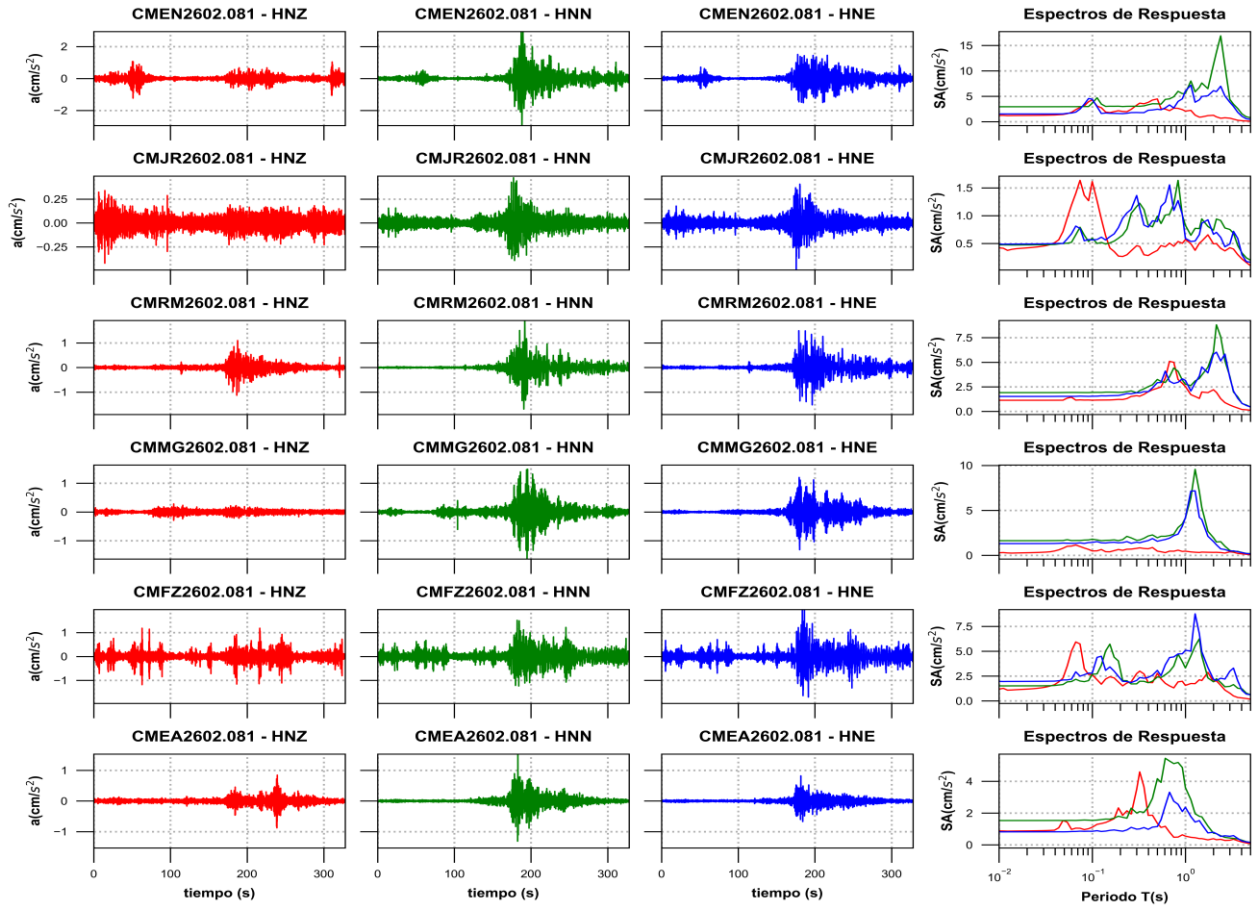 CMEN2602.081 - HNZ CMEN2602.081 - HNN CMEN2602.081 - HNE Espectros de Respuesta
a(cm/s²) 2 0 −2
SA(cm/s²) 15 10 5 0
CMJR2602.081 - HNZ CMJR2602.081 - HNN CMJR2602.081 - HNE Espectros de Respuesta
a(cm/s²) 0.25 0.00 −0.25
SA(cm/s²) 1.5 1.0 0.5
CMRM2602.081 - HNZ CMRM2602.081 - HNN CMRM2602.081 - HNE Espectros de Respuesta
a(cm/s²) 1 0 −1
SA(cm/s²) 7.5 5.0 2.5 0.0
CMMG2602.081 - HNZ CMMG2602.081 - HNN CMMG2602.081 - HNE Espectros de Respuesta
a(cm/s²) 1 0 −1
SA(cm/s²) 10 5 0
CMFZ2602.081 - HNZ CMFZ2602.081 - HNN CMFZ2602.081 - HNE Espectros de Respuesta
a(cm/s²) 1 0 −1
SA(cm/s²) 7.5 5.0 2.5 0.0
CMEA2602.081 - HNZ CMEA2602.081 - HNN CMEA2602.081 - HNE Espectros de Respuesta
a(cm/s²) 1 0 −1
SA(cm/s²) 4 2 0
0 100 200 300 0 100 200 300 0 100 200 300 10⁻² 10⁻¹ 10⁰
tiempo (s) tiempo (s) tiempo (s) Periodo T(s)